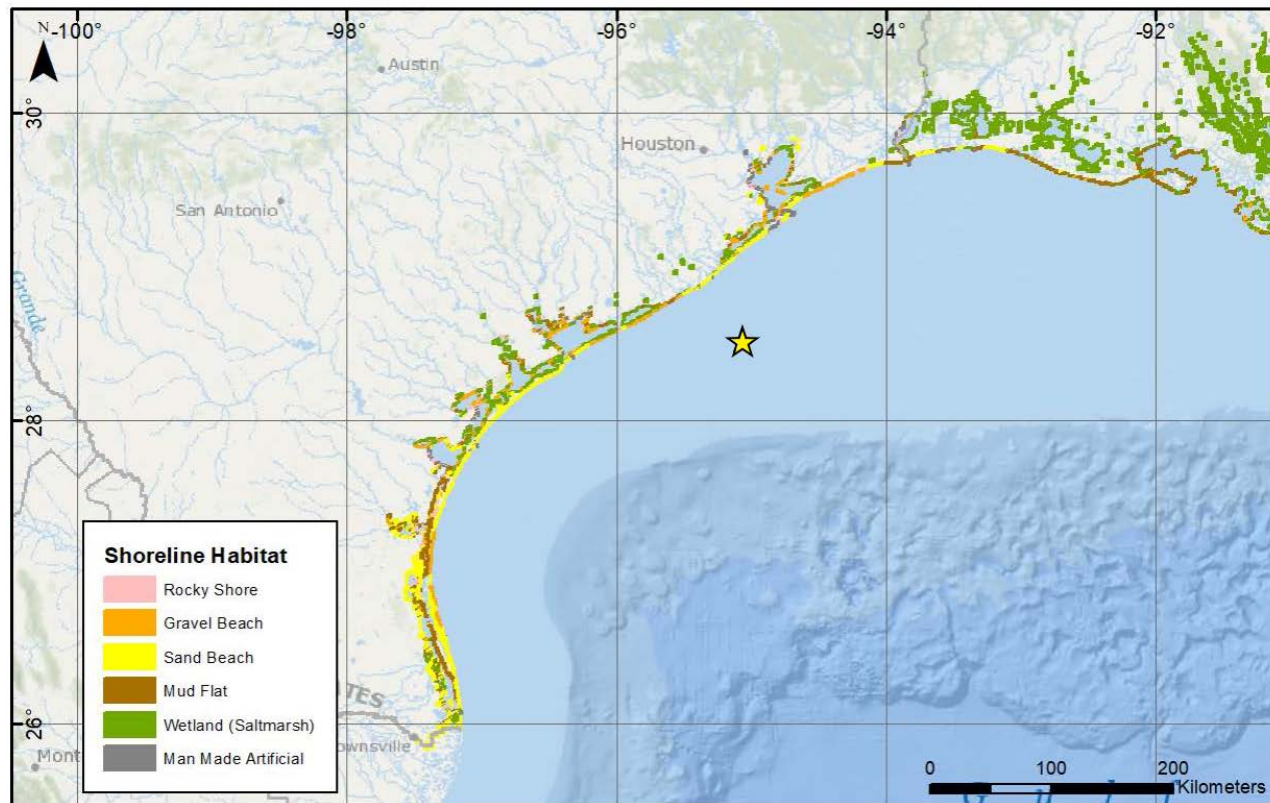 N
-100°
-98°
-96°
-94°
-92°
Austin
30°
Houston
San Antonio
Grande
28°
Shoreline Habitat
Rocky Shore
Gravel Beach
Sand Beach
Mud Flat
Wetland (Saltmarsh)
Man Made Artificial
TES
26°
Mont
ownsville
0
100
200
Kilometers